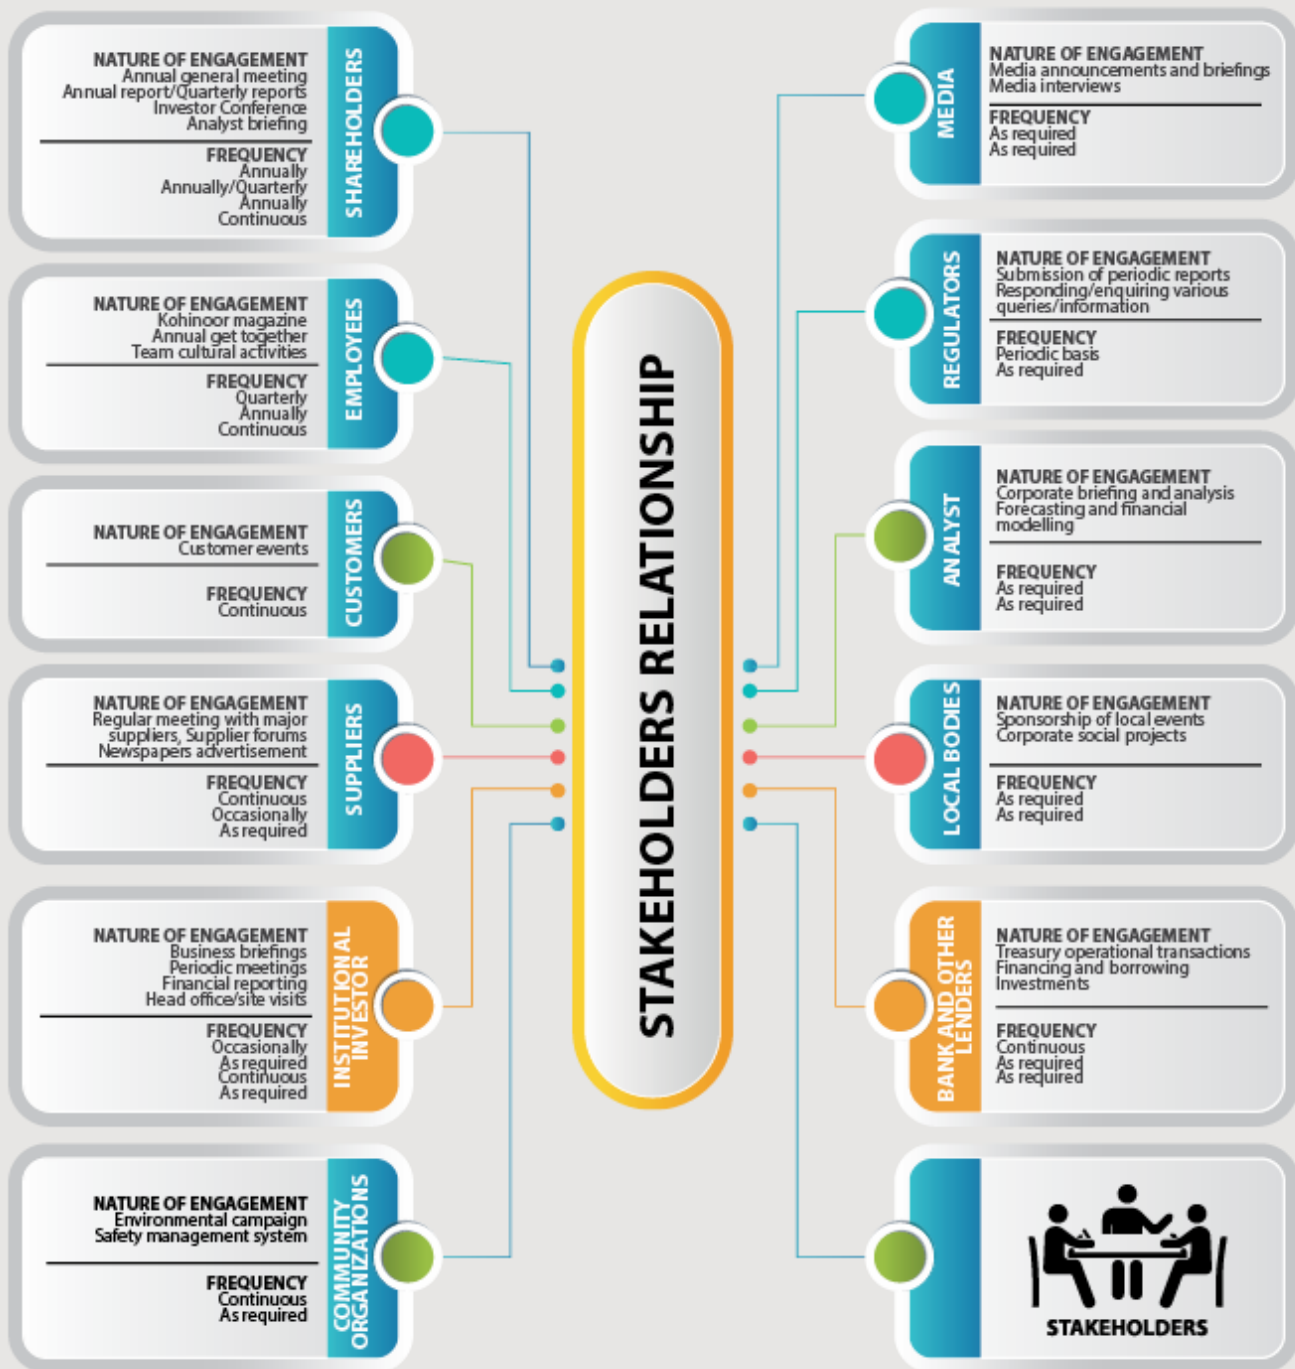 SHAREHOLDERS
NATURE OF ENGAGEMENT
Annual general meeting
Annual report/Quarterly reports
Investor Conference
Analyst briefing
FREQUENCY
Annually
Annually/Quarterly
Annually
Continuous
EMPLOYEES
NATURE OF ENGAGEMENT
Kohinoor magazine
Annual get together
Team cultural activities
FREQUENCY
Quarterly
Annually
Continuous
CUSTOMERS
NATURE OF ENGAGEMENT
Customer events
FREQUENCY
Continuous
SUPPLIERS
NATURE OF ENGAGEMENT
Regular meeting with major
suppliers, Supplier forums
Newspapers advertisement
FREQUENCY
Continuous
Occasionally
As required
INSTITUTIONAL
INVESTOR
NATURE OF ENGAGEMENT
Business briefings
Periodic meetings
Financial reporting
Head office/site visits
FREQUENCY
Occasionally
As required
Continuous
As required
COMMUNITY
ORGANIZATIONS
NATURE OF ENGAGEMENT
Environmental campaign
Safety management system
FREQUENCY
Continuous
As required
STAKEHOLDERS RELATIONSHIP
MEDIA
NATURE OF ENGAGEMENT
Media announcements and briefings
Media interviews
FREQUENCY
As required
As required
REGULATORS
NATURE OF ENGAGEMENT
Submission of periodic reports
Responding/enquiring various
queries/information
FREQUENCY
Periodic basis
As required
ANALYST
NATURE OF ENGAGEMENT
Corporate briefing and analysis
Forecasting and financial
modelling
FREQUENCY
As required
As required
LOCAL BODIES
NATURE OF ENGAGEMENT
Sponsorship of local events
Corporate social projects
FREQUENCY
As required
As required
BANK AND OTHER
LENDERS
NATURE OF ENGAGEMENT
Treasury operational transactions
Financing and borrowing
Investments
FREQUENCY
Continuous
As required
As required
STAKEHOLDERS